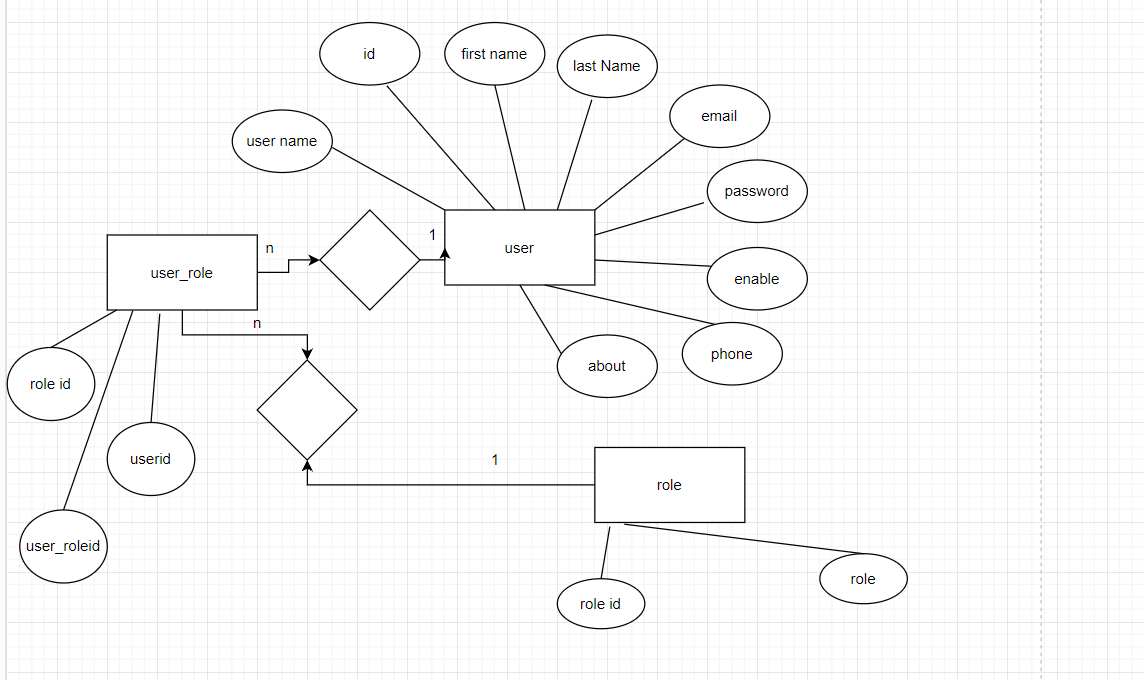 id
first name
last Name
email
user name
password
n
1
user
user_role
enable
n
phone
about
role id
userid
1
role
user_roleid
role
role id